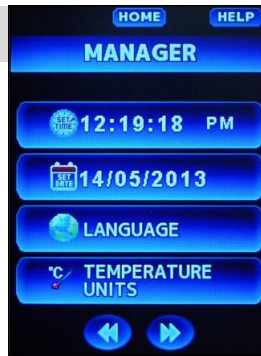 HOME HELP
MANAGER
SET TIME 12:19:18 PM
SET DATE 14/05/2013
LANGUAGE
°C TEMPERATURE
UNITS